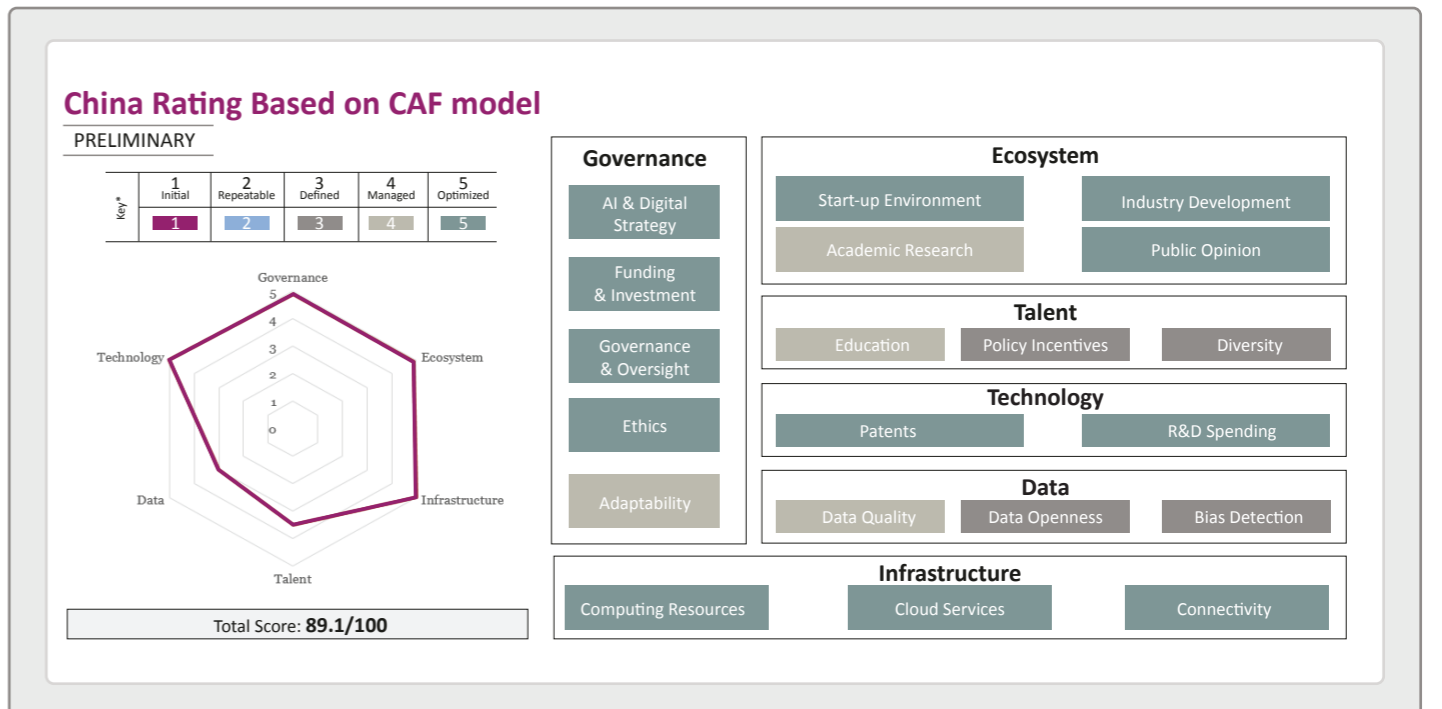 China Rating Based on CAF model
PRELIMINARY
Key*
1 2 3 4 5
Initial Repeatable Defined Managed Optimized
1 2 3 4 5
Governance
5
4
3
2
1
0
Technology
Ecosystem
Data
Infrastructure
Talent
Total Score: 89.1/100
Governance
AI & Digital
Strategy
Funding
& Investment
Governance
& Oversight
Ethics
Adaptability
Ecosystem
Start-up Environment
Industry Development
Academic Research
Public Opinion
Talent
Education
Policy Incentives
Diversity
Technology
Patents
R&D Spending
Data
Data Quality
Data Openness
Bias Detection
Infrastructure
Computing Resources
Cloud Services
Connectivity